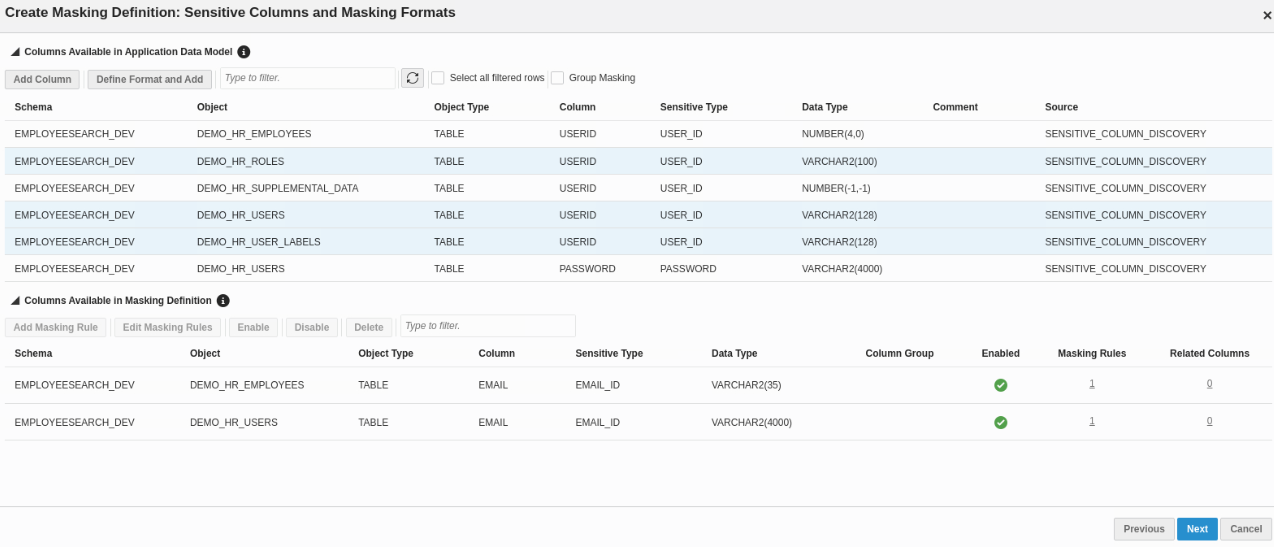 Create Masking Definition: Sensitive Columns and Masking Formats
Columns Available in Application Data Model
Add Column Define Format and Add Type to filter. Select all filtered rows Group Masking
Schema Object Object Type Column Sensitive Type Data Type Comment Source
EMPLOYEESEARCH_DEV DEMO_HR_EMPLOYEES TABLE USERID USER_ID NUMBER(4,0) SENSITIVE_COLUMN_DISCOVERY
EMPLOYEESEARCH_DEV DEMO_HR_ROLES TABLE USERID USER_ID VARCHAR2(100) SENSITIVE_COLUMN_DISCOVERY
EMPLOYEESEARCH_DEV DEMO_HR_SUPPLEMENTAL_DATA TABLE USERID USER_ID NUMBER(-1,-1) SENSITIVE_COLUMN_DISCOVERY
EMPLOYEESEARCH_DEV DEMO_HR_USERS TABLE USERID USER_ID VARCHAR2(128) SENSITIVE_COLUMN_DISCOVERY
EMPLOYEESEARCH_DEV DEMO_HR_USER_LABELS TABLE USERID USER_ID VARCHAR2(128) SENSITIVE_COLUMN_DISCOVERY
EMPLOYEESEARCH_DEV DEMO_HR_USERS TABLE PASSWORD PASSWORD VARCHAR2(4000) SENSITIVE_COLUMN_DISCOVERY
Columns Available in Masking Definition
Add Masking Rule Edit Masking Rules Enable Disable Delete Type to filter.
Schema Object Object Type Column Sensitive Type Data Type Column Group Enabled Masking Rules Related Columns
EMPLOYEESEARCH_DEV DEMO_HR_EMPLOYEES TABLE EMAIL EMAIL_ID VARCHAR2(35) 1 0
EMPLOYEESEARCH_DEV DEMO_HR_USERS TABLE EMAIL EMAIL_ID VARCHAR2(4000) 1 0
Previous Next Cancel